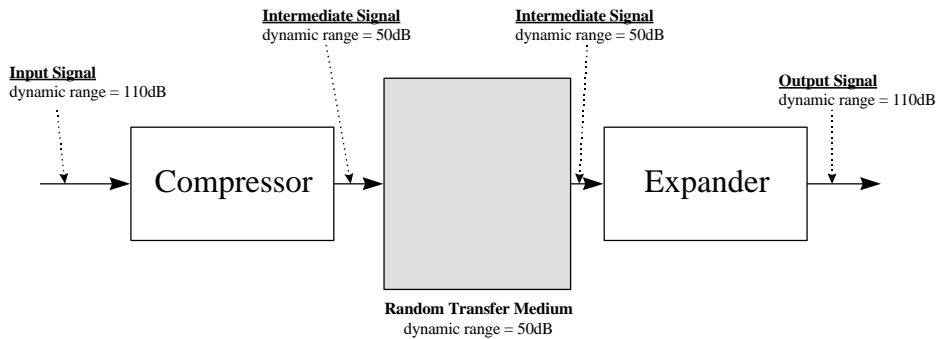 Intermediate Signal
dynamic range = 50dB
Intermediate Signal
dynamic range = 50dB
Input Signal
dynamic range = 110dB
Output Signal
dynamic range = 110dB
Compressor
Expander
Random Transfer Medium
dynamic range = 50dB